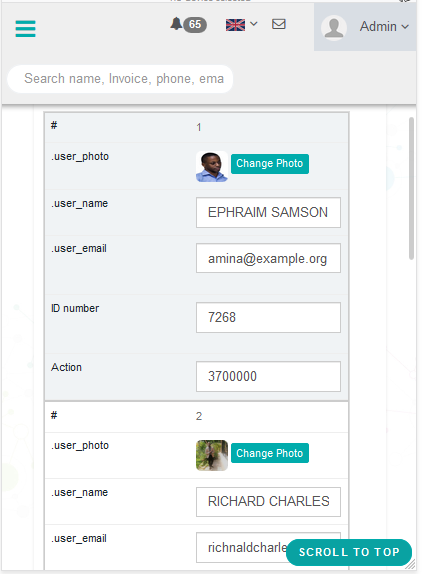 65
Admin
Search name, Invoice, phone, ema
# 1
.user_photo Change Photo
.user_name EPHRAIM SAMSON
.user_email amina@example.org
ID number 7268
Action 3700000
# 2
.user_photo Change Photo
.user_name RICHARD CHARLES
.user_email richnaldcharle
SCROLL TO TOP